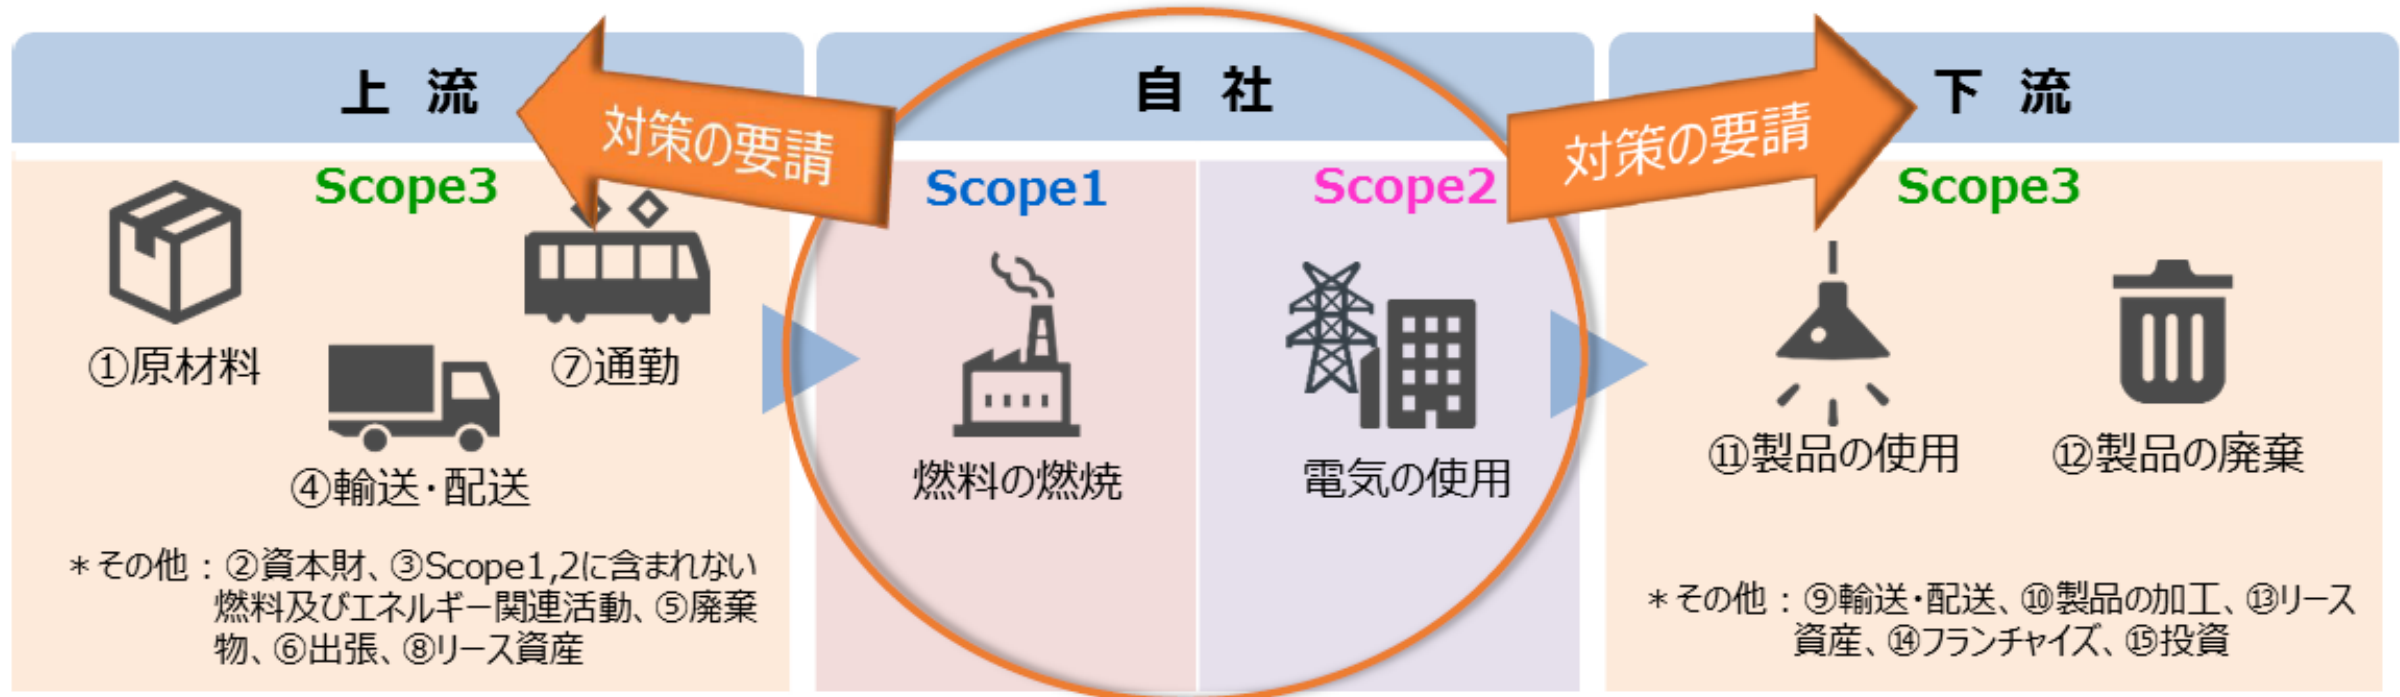 上 流
対策の要請
Scope3
①原材料
⑦通勤
④輸送・配送
＊その他：②資本財、③Scope1,2に含まれない
燃料及びエネルギー関連活動、⑤廃棄
物、⑥出張、⑧リース資産
自 社
Scope1
燃料の燃焼
Scope2
電気の使用
対策の要請
下 流
Scope3
⑪製品の使用
⑫製品の廃棄
＊その他：⑨輸送・配送、⑩製品の加工、⑬リース
資産、⑭フランチャイズ、⑮投資